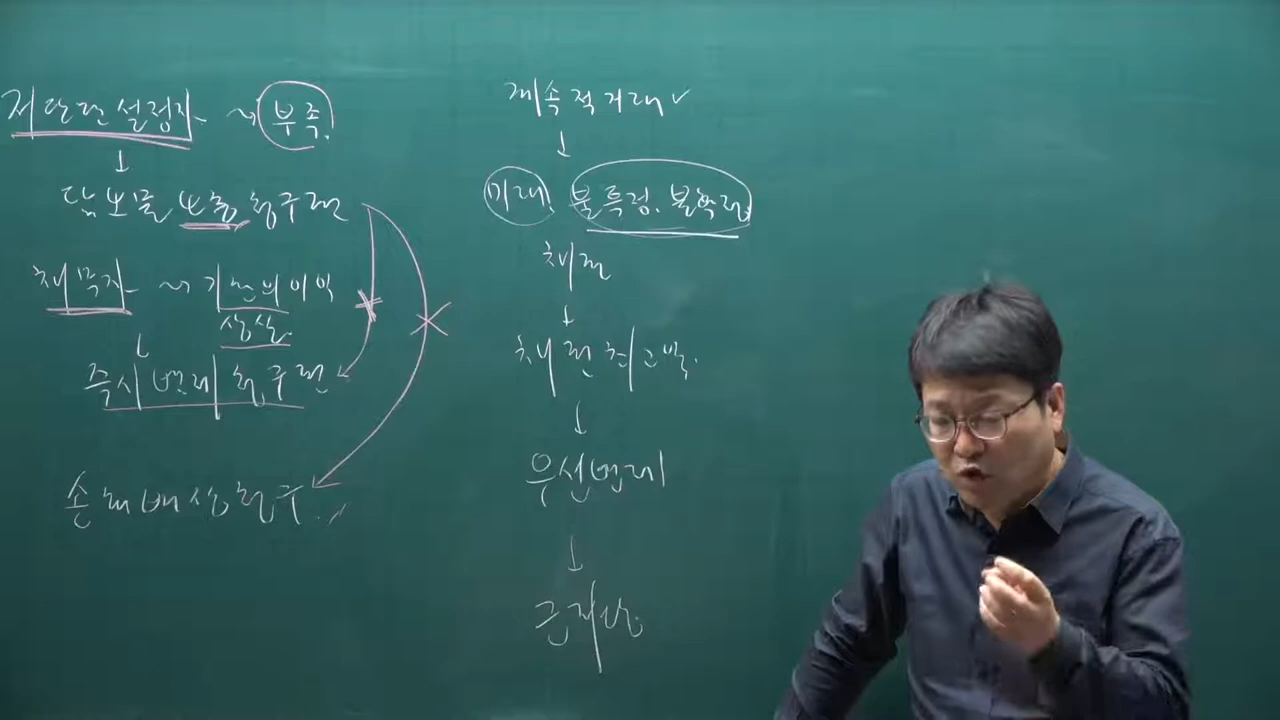 저당권 설정자 ~> 부족.
↓
담보물 보충 청구권
채무자 ~> 기한의 이익
상실.
↓
즉시 변제 청구권
손해배상청구
계속적 거래 ✓
↓
미래. 불특정. 불확정
채권
↓
채권최고액.
↓
우선변제
↓
근저당